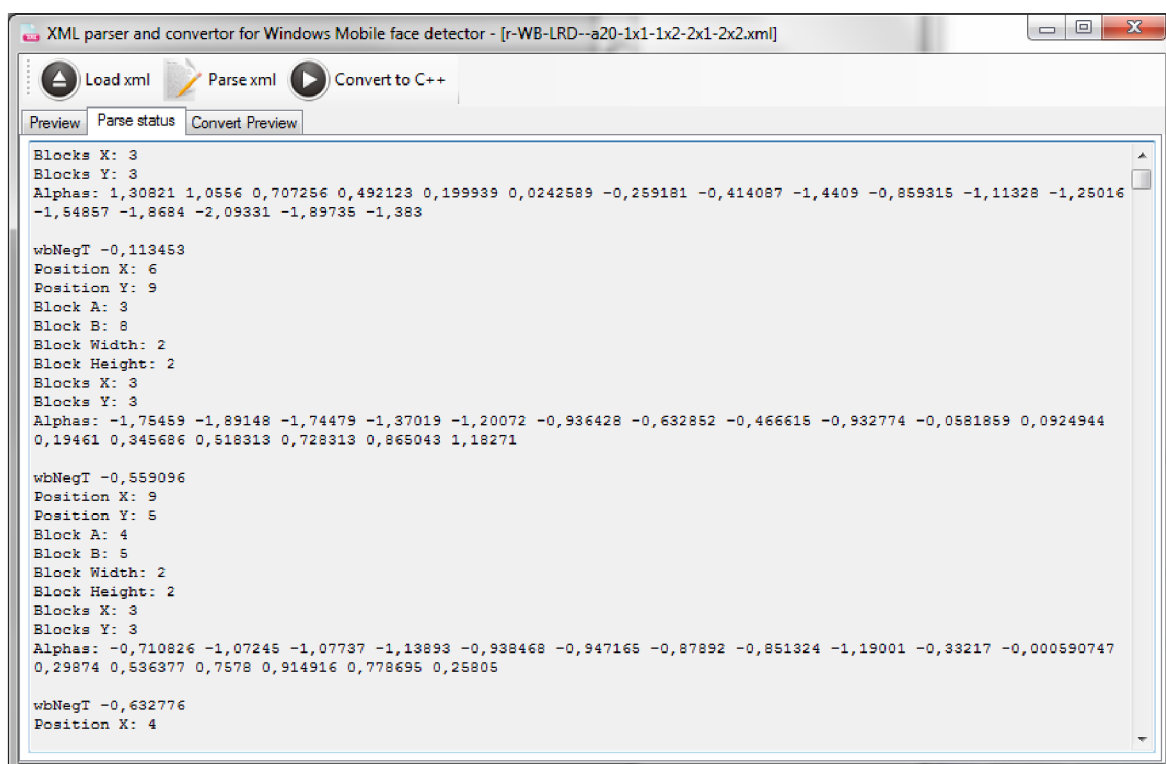 XML parser and convertor for Windows Mobile face detector - [r-WB-LRD--a20-1x1-1x2-2x1-2x2.xml]
Load xml Parse xml Convert to C++
Preview Parse status Convert Preview
Blocks X: 3
Blocks Y: 3
Alphas: 1,30821 1,0556 0,707256 0,492123 0,199939 0,0242589 -0,259181 -0,414087 -1,4409 -0,859315 -1,11328 -1,25016
-1,54857 -1,8684 -2,09331 -1,89735 -1,383
wbNegT -0,113453
Position X: 6
Position Y: 9
Block A: 3
Block B: 8
Block Width: 2
Block Height: 2
Blocks X: 3
Blocks Y: 3
Alphas: -1,75459 -1,89148 -1,74479 -1,37019 -1,20072 -0,936428 -0,632852 -0,466615 -0,932774 -0,0581859 0,0924944
0,19461 0,345686 0,518313 0,728313 0,865043 1,18271
wbNegT -0,559096
Position X: 9
Position Y: 5
Block A: 4
Block B: 5
Block Width: 2
Block Height: 2
Blocks X: 3
Blocks Y: 3
Alphas: -0,710826 -1,07245 -1,07737 -1,13893 -0,938468 -0,947165 -0,87892 -0,851324 -1,19001 -0,33217 -0,000590747
0,29874 0,536377 0,7578 0,914916 0,778695 0,25805
wbNegT -0,632776
Position X: 4